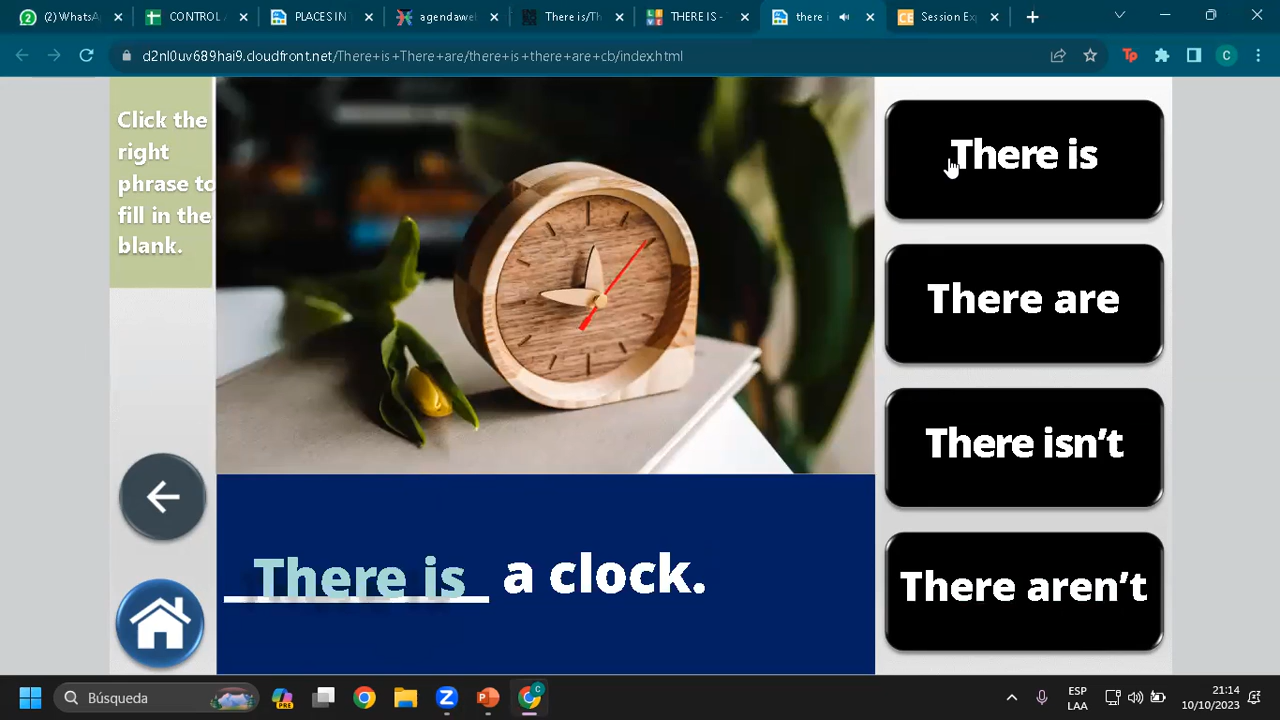 (2) WhatsA
CONTROL
PLACES IN
agendawe
There is/Th
THERE IS -
there i
Session Ex
d2nl0uv689hai9.cloudfront.net/There+is+There+are/there+is+there+are+cb/index.html
Click the
right
phrase to
fill in the
blank.
There is
There are
There isn't
There aren't
There is a clock.
Búsqueda
PRE
ESP
LAA
21:14
10/10/2023